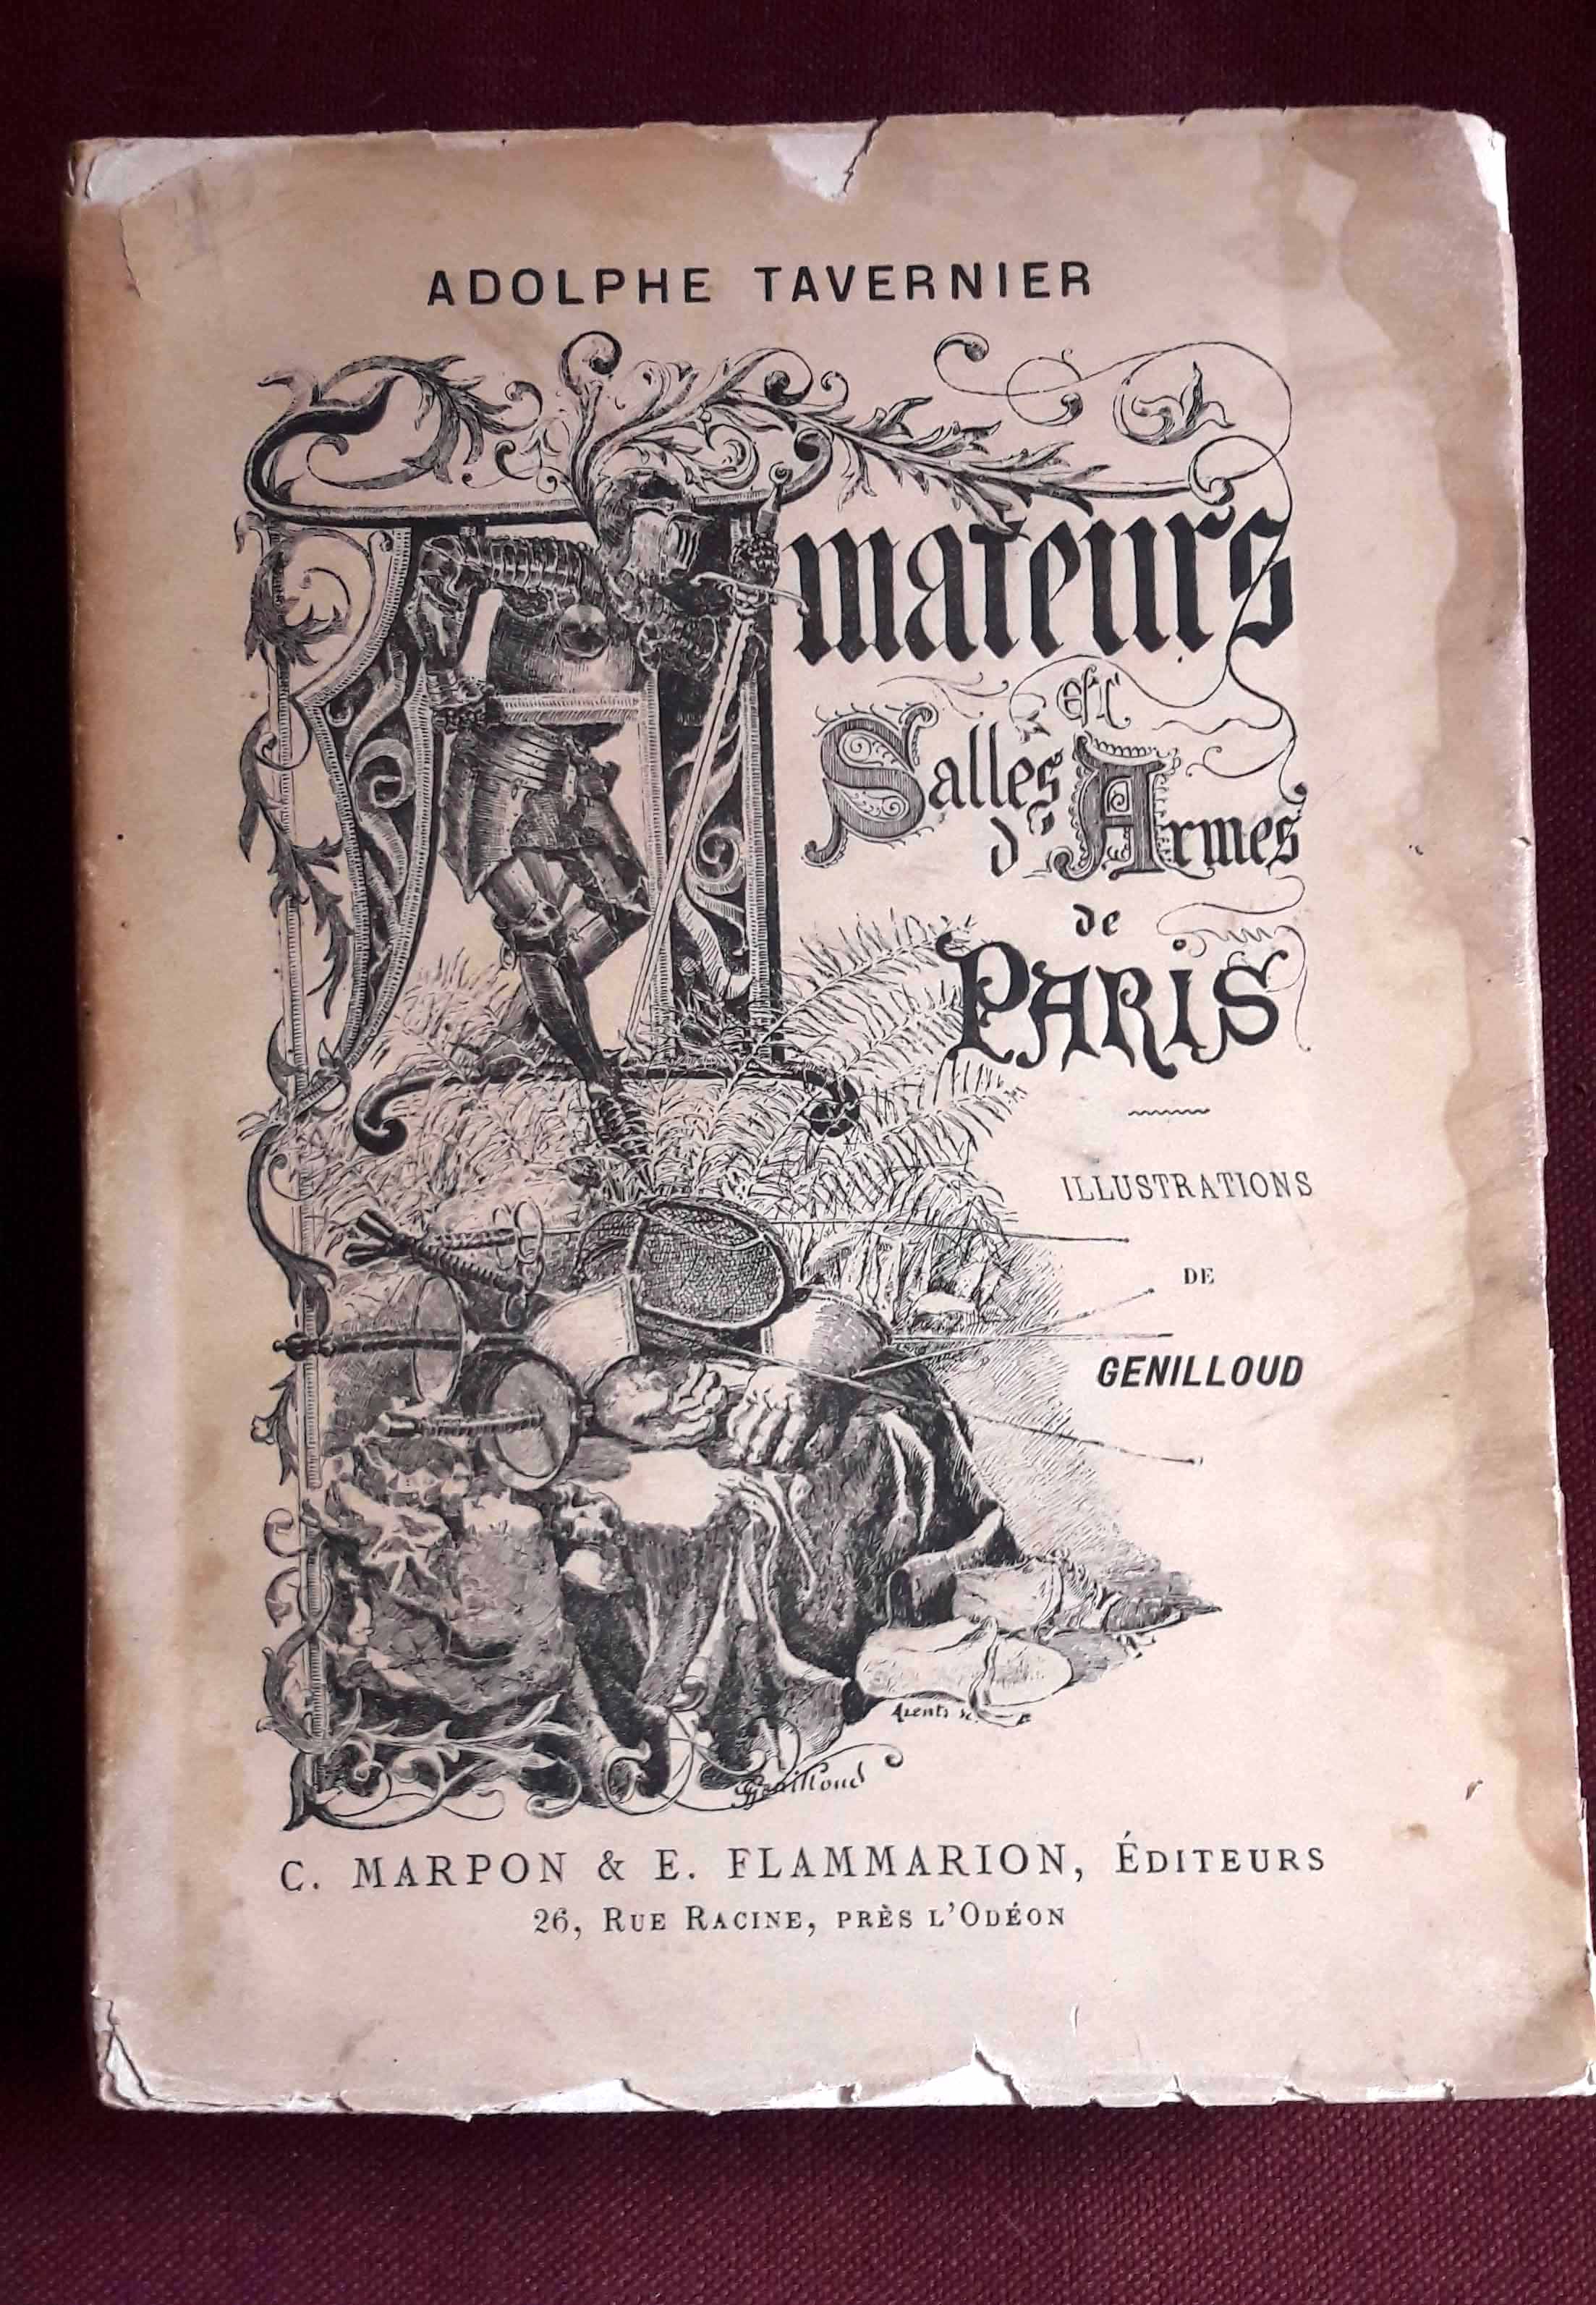 ADOLPHE TAVERNIER
Amateurs
et
Salles
d'Armes
de
PARIS
ILLUSTRATIONS
DE
GENILLOUD
Genilloud
C. MARPON & E. FLAMMARION, ÉDITEURS
26, RUE RACINE, PRÈS L'ODÉON